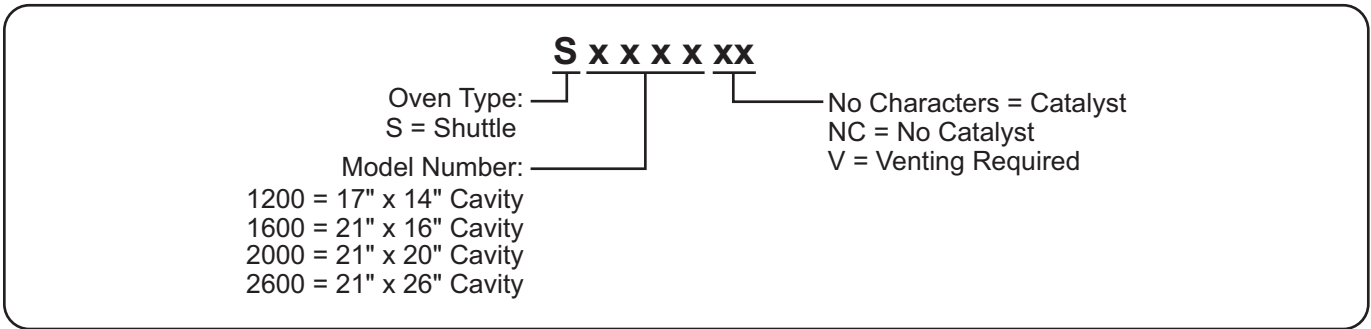 S x x x x xx
Oven Type:
S = Shuttle
Model Number:
1200 = 17" x 14" Cavity
1600 = 21" x 16" Cavity
2000 = 21" x 20" Cavity
2600 = 21" x 26" Cavity
No Characters = Catalyst
NC = No Catalyst
V = Venting Required